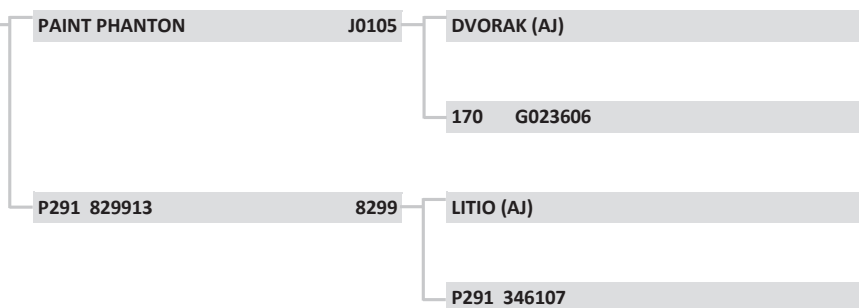 PAINT PHANTON J0105 DVORAK (AJ)
170 G023606
P291 829913 8299 LITIO (AJ)
P291 346107